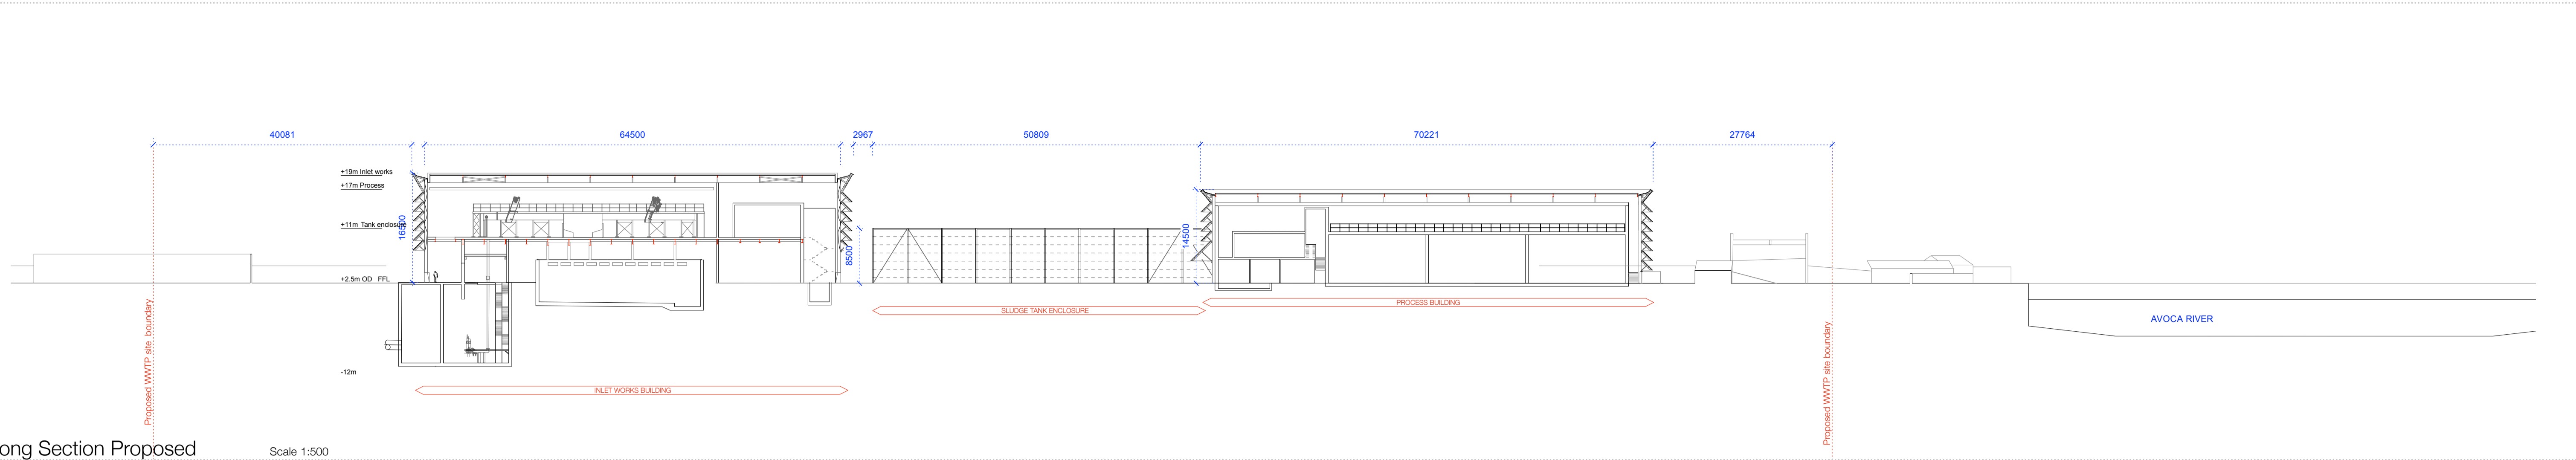 40081
64500
2967
50809
70221
27764
+19m Inlet works
+17m Process
+11m Tank enclosure
16500
8500
14500
+2.5m OD FFL
PROCESS BUILDING
SLUDGE TANK ENCLOSURE
AVOCA RIVER
Proposed WWTP site boundary
Proposed WWTP site boundary
-12m
INLET WORKS BUILDING
ong Section Proposed
Scale 1:500